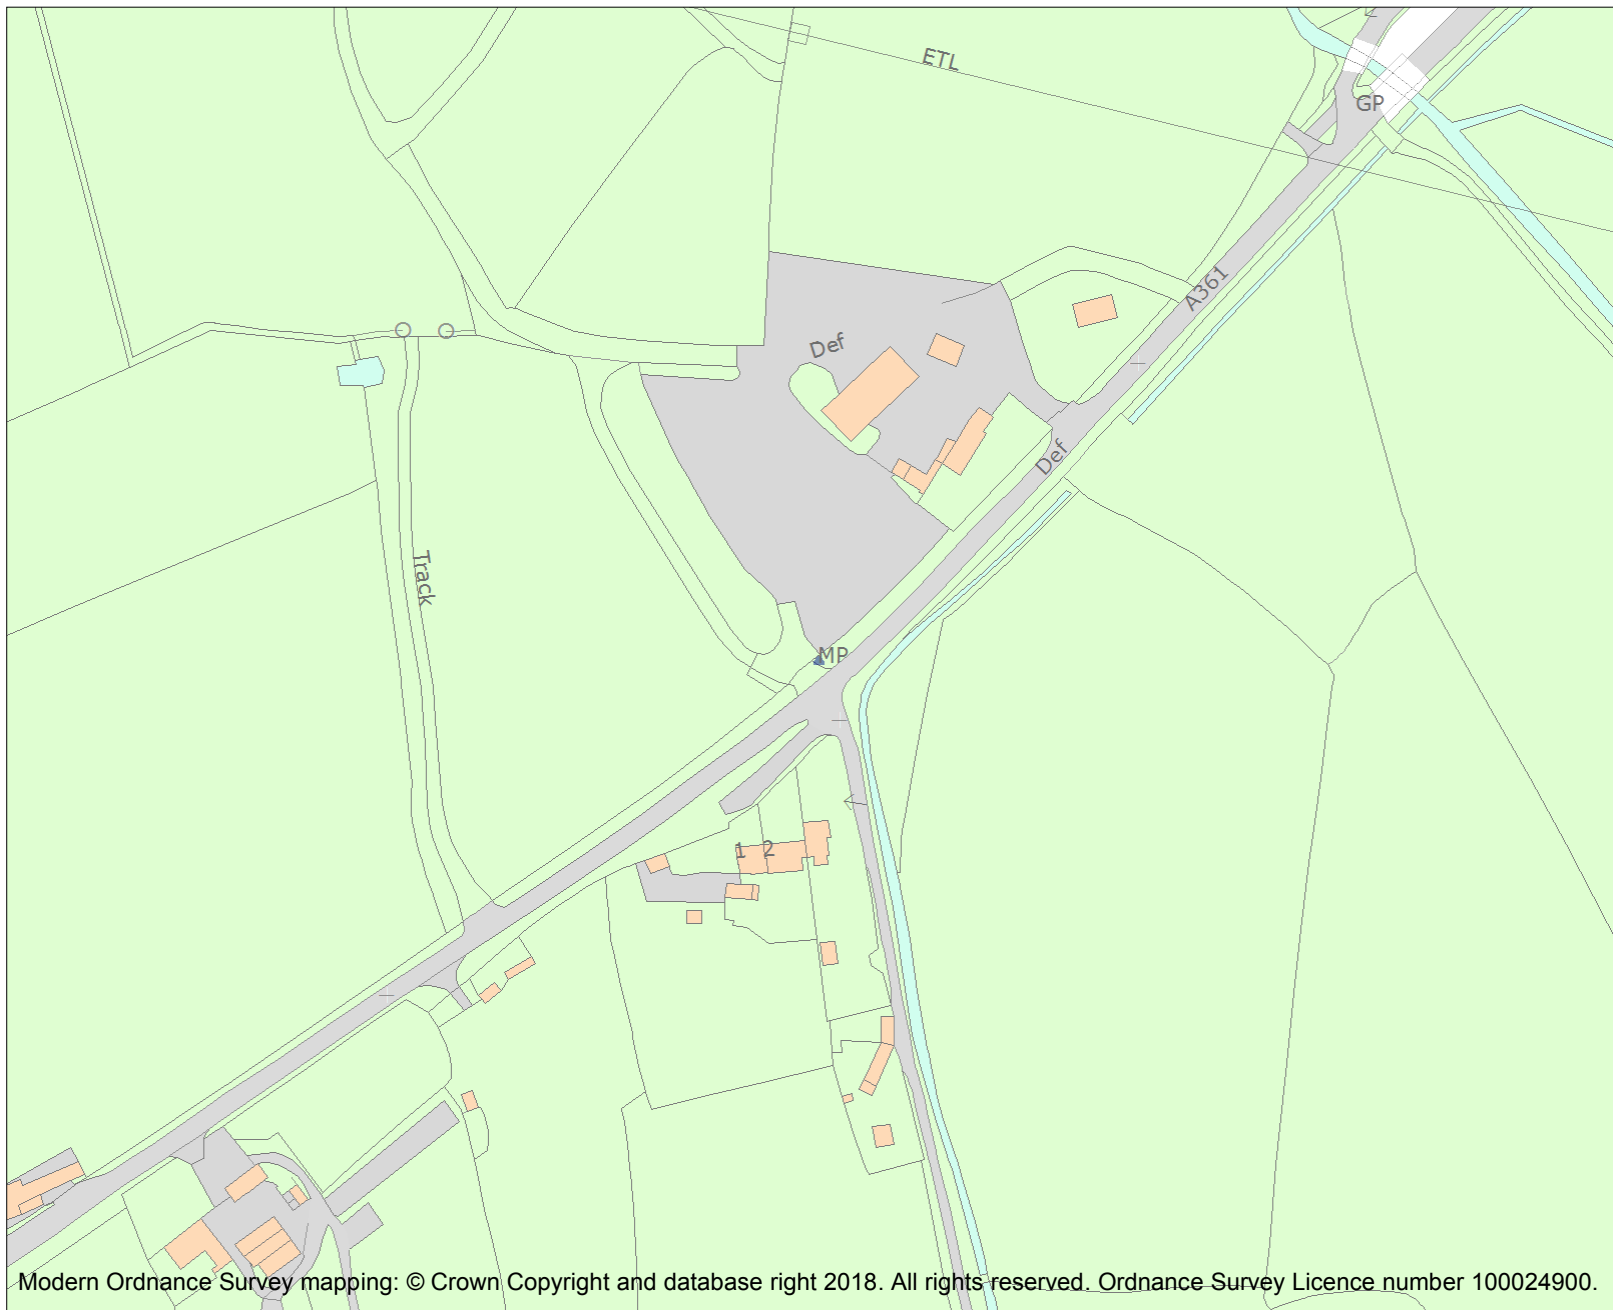 ETL
GP
A361
Def
Def
Track
MP
1 2
Modern Ordnance Survey mapping: © Crown Copyright and database right 2018. All rights reserved. Ordnance Survey Licence number 100024900.